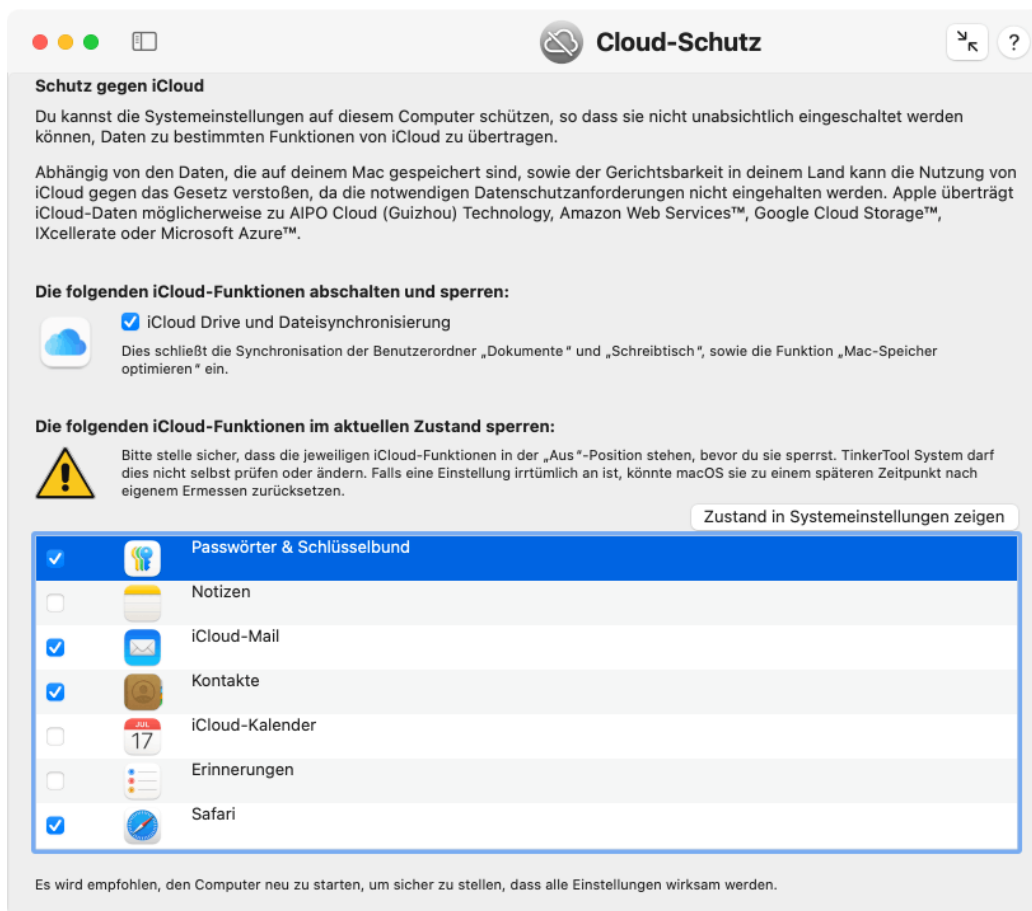 Cloud-Schutz
?
Schutz gegen iCloud
Du kannst die Systemeinstellungen auf diesem Computer schützen, so dass sie nicht unabsichtlich eingeschaltet werden
können, Daten zu bestimmten Funktionen von iCloud zu übertragen.
Abhängig von den Daten, die auf deinem Mac gespeichert sind, sowie der Gerichtsbarkeit in deinem Land kann die Nutzung von
iCloud gegen das Gesetz verstoßen, da die notwendigen Datenschutzanforderungen nicht eingehalten werden. Apple überträgt
iCloud-Daten möglicherweise zu AIPO Cloud (Guizhou) Technology, Amazon Web Services™, Google Cloud Storage™,
IXcellerate oder Microsoft Azure™.
Die folgenden iCloud-Funktionen abschalten und sperren:
iCloud Drive und Dateisynchronisierung
Dies schließt die Synchronisation der Benutzerordner „Dokumente“ und „Schreibtisch“, sowie die Funktion „Mac-Speicher
optimieren“ ein.
Die folgenden iCloud-Funktionen im aktuellen Zustand sperren:
Bitte stelle sicher, dass die jeweiligen iCloud-Funktionen in der „Aus“-Position stehen, bevor du sie sperrst. TinkerTool System darf
dies nicht selbst prüfen oder ändern. Falls eine Einstellung irrtümlich an ist, könnte macOS sie zu einem späteren Zeitpunkt nach
eigenem Ermessen zurücksetzen.
Zustand in Systemeinstellungen zeigen
Passwörter & Schlüsselbund
Notizen
iCloud-Mail
Kontakte
iCloud-Kalender
JUL
17
Erinnerungen
Safari
Es wird empfohlen, den Computer neu zu starten, um sicher zu stellen, dass alle Einstellungen wirksam werden.